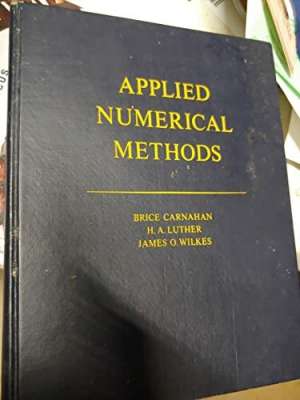 APPLIED
NUMERICAL
METHODS
BRICE CARNAHAN
H. A. LUTHER
JAMES O. WILKES